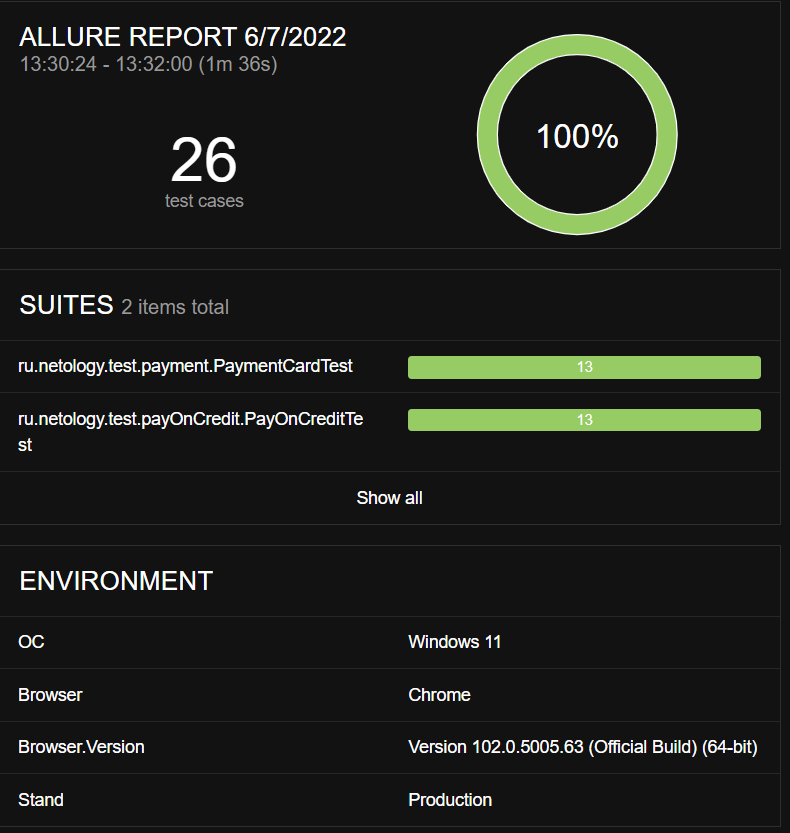 ALLURE REPORT 6/7/2022
13:30:24 - 13:32:00 (1m 36s)
26
test cases
100%
SUITES 2 items total
ru.netology.test.payment.PaymentCardTest 13
ru.netology.test.payOnCredit.PayOnCreditTe 13
st
Show all
ENVIRONMENT
OC Windows 11
Browser Chrome
Browser.Version Version 102.0.5005.63 (Official Build) (64-bit)
Stand Production